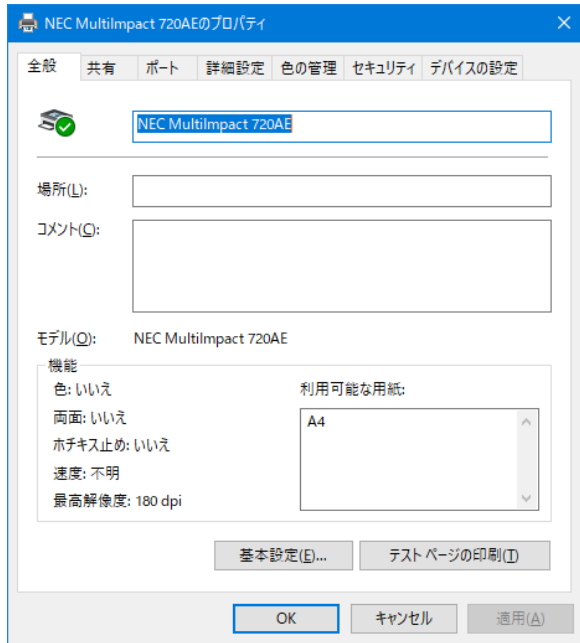 NEC MultiImpact 720AEのプロパティ
全般 共有 ポート 詳細設定 色の管理 セキュリティ デバイスの設定
NEC MultiImpact 720AE
場所(L):
コメント(C):
モデル(O): NEC MultiImpact 720AE
機能
色: いいえ 利用可能な用紙:
両面: いいえ A4
ホチキス止め: いいえ
速度: 不明
最高解像度: 180 dpi
基本設定(E)... テスト ページの印刷(T)
OK キャンセル 適用(A)